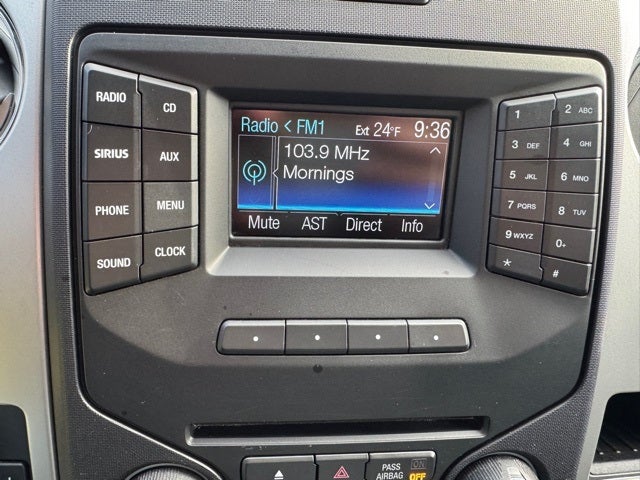 RADIO
CD
SIRIUS
AUX
PHONE
MENU
SOUND
CLOCK
Radio < FM1 Ext 24°F 9:36
103.9 MHz
Mornings
Mute AST Direct Info
1
2 ABC
3 DEF
4 GHI
5 JKL
6 MNO
7 PQRS
8 TUV
9 WXYZ
0+
*
#
PASS ON
AIRBAG OFF